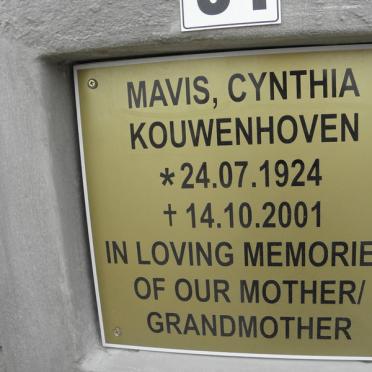 MAVIS, CYNTHIA
KOUWENHOVEN
*24.07.1924
†14.10.2001
IN LOVING MEMORIE
OF OUR MOTHER/
GRANDMOTHER